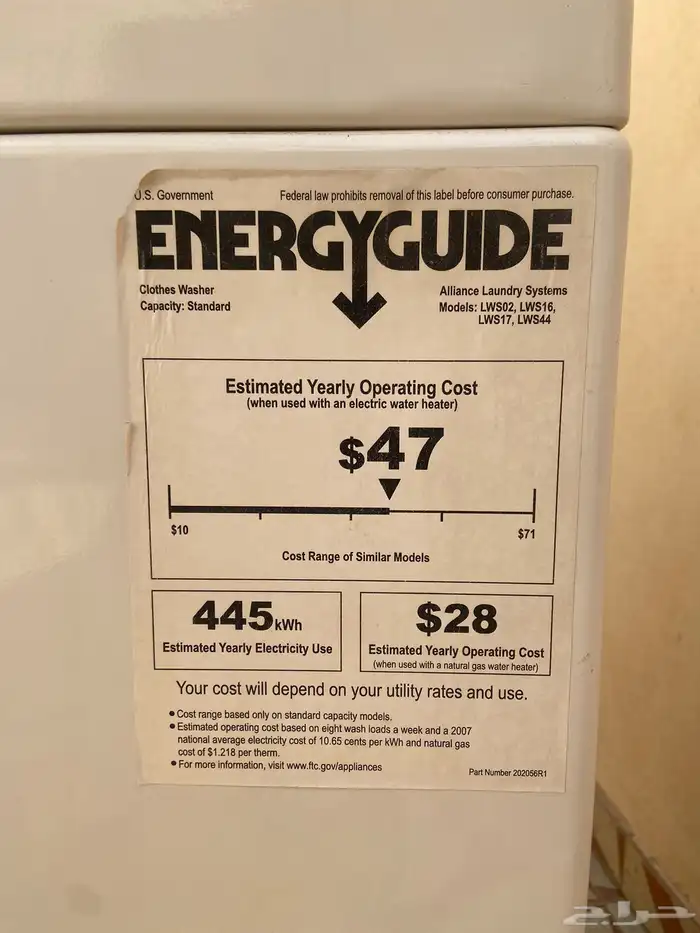 U.S. Government
Federal law prohibits removal of this label before consumer purchase.
ENERGYGUIDE
Clothes Washer
Capacity: Standard
Alliance Laundry Systems
Models: LWS02, LWS16,
LWS17, LWS44
Estimated Yearly Operating Cost
(when used with an electric water heater)
$47
$10
$71
Cost Range of Similar Models
445kWh
Estimated Yearly Electricity Use
$28
Estimated Yearly Operating Cost
(when used with a natural gas water heater)
Your cost will depend on your utility rates and use.
● Cost range based only on standard capacity models.
● Estimated operating cost based on eight wash loads a week and a 2007
national average electricity cost of 10.65 cents per kWh and natural gas
cost of $1.218 per therm.
● For more information, visit www.ftc.gov/appliances
Part Number 202056R1
حراج